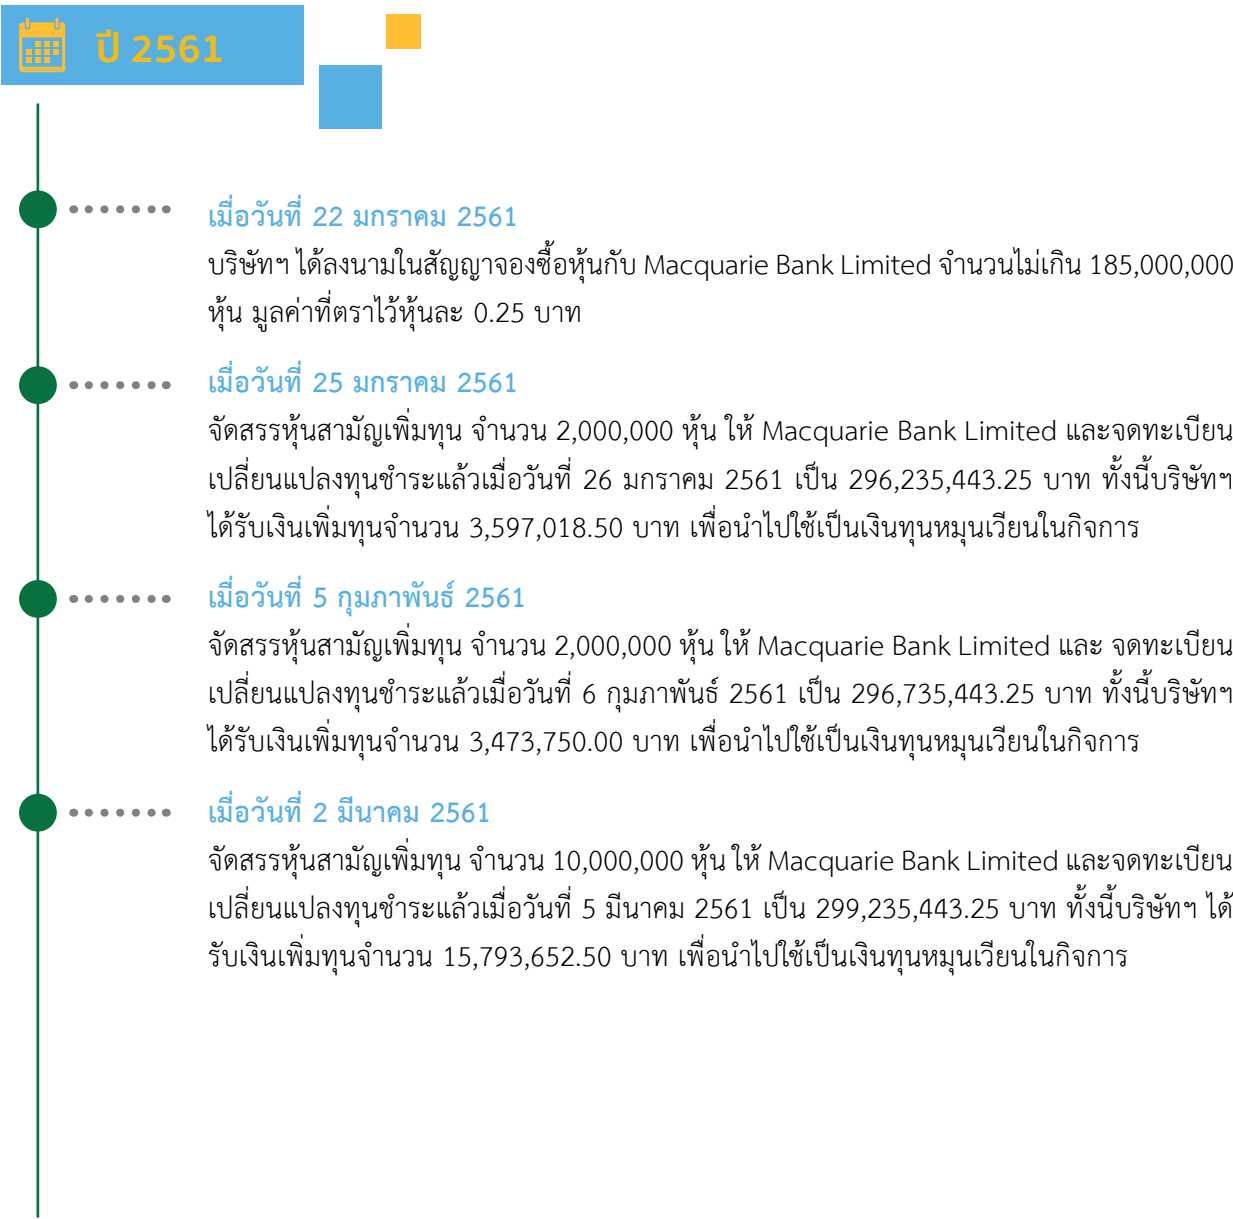 ปี 2561
เมื่อวันที่ 22 มกราคม 2561
บริษัทฯ ได้ลงนามในสัญญาจองซื้อหุ้นกับ Macquarie Bank Limited จำนวนไม่เกิน 185,000,000
หุ้น มูลค่าที่ตราไว้หุ้นละ 0.25 บาท
เมื่อวันที่ 25 มกราคม 2561
จัดสรรหุ้นสามัญเพิ่มทุน จำนวน 2,000,000 หุ้น ให้ Macquarie Bank Limited และจดทะเบียน
เปลี่ยนแปลงทุนชำระแล้วเมื่อวันที่ 26 มกราคม 2561 เป็น 296,235,443.25 บาท ทั้งนี้บริษัทฯ
ได้รับเงินเพิ่มทุนจำนวน 3,597,018.50 บาท เพื่อนำไปใช้เป็นเงินทุนหมุนเวียนในกิจการ
เมื่อวันที่ 5 กุมภาพันธ์ 2561
จัดสรรหุ้นสามัญเพิ่มทุน จำนวน 2,000,000 หุ้น ให้ Macquarie Bank Limited และ จดทะเบียน
เปลี่ยนแปลงทุนชำระแล้วเมื่อวันที่ 6 กุมภาพันธ์ 2561 เป็น 296,735,443.25 บาท ทั้งนี้บริษัทฯ
ได้รับเงินเพิ่มทุนจำนวน 3,473,750.00 บาท เพื่อนำไปใช้เป็นเงินทุนหมุนเวียนในกิจการ
เมื่อวันที่ 2 มีนาคม 2561
จัดสรรหุ้นสามัญเพิ่มทุน จำนวน 10,000,000 หุ้น ให้ Macquarie Bank Limited และจดทะเบียน
เปลี่ยนแปลงทุนชำระแล้วเมื่อวันที่ 5 มีนาคม 2561 เป็น 299,235,443.25 บาท ทั้งนี้บริษัทฯ ได้
รับเงินเพิ่มทุนจำนวน 15,793,652.50 บาท เพื่อนำไปใช้เป็นเงินทุนหมุนเวียนในกิจการ